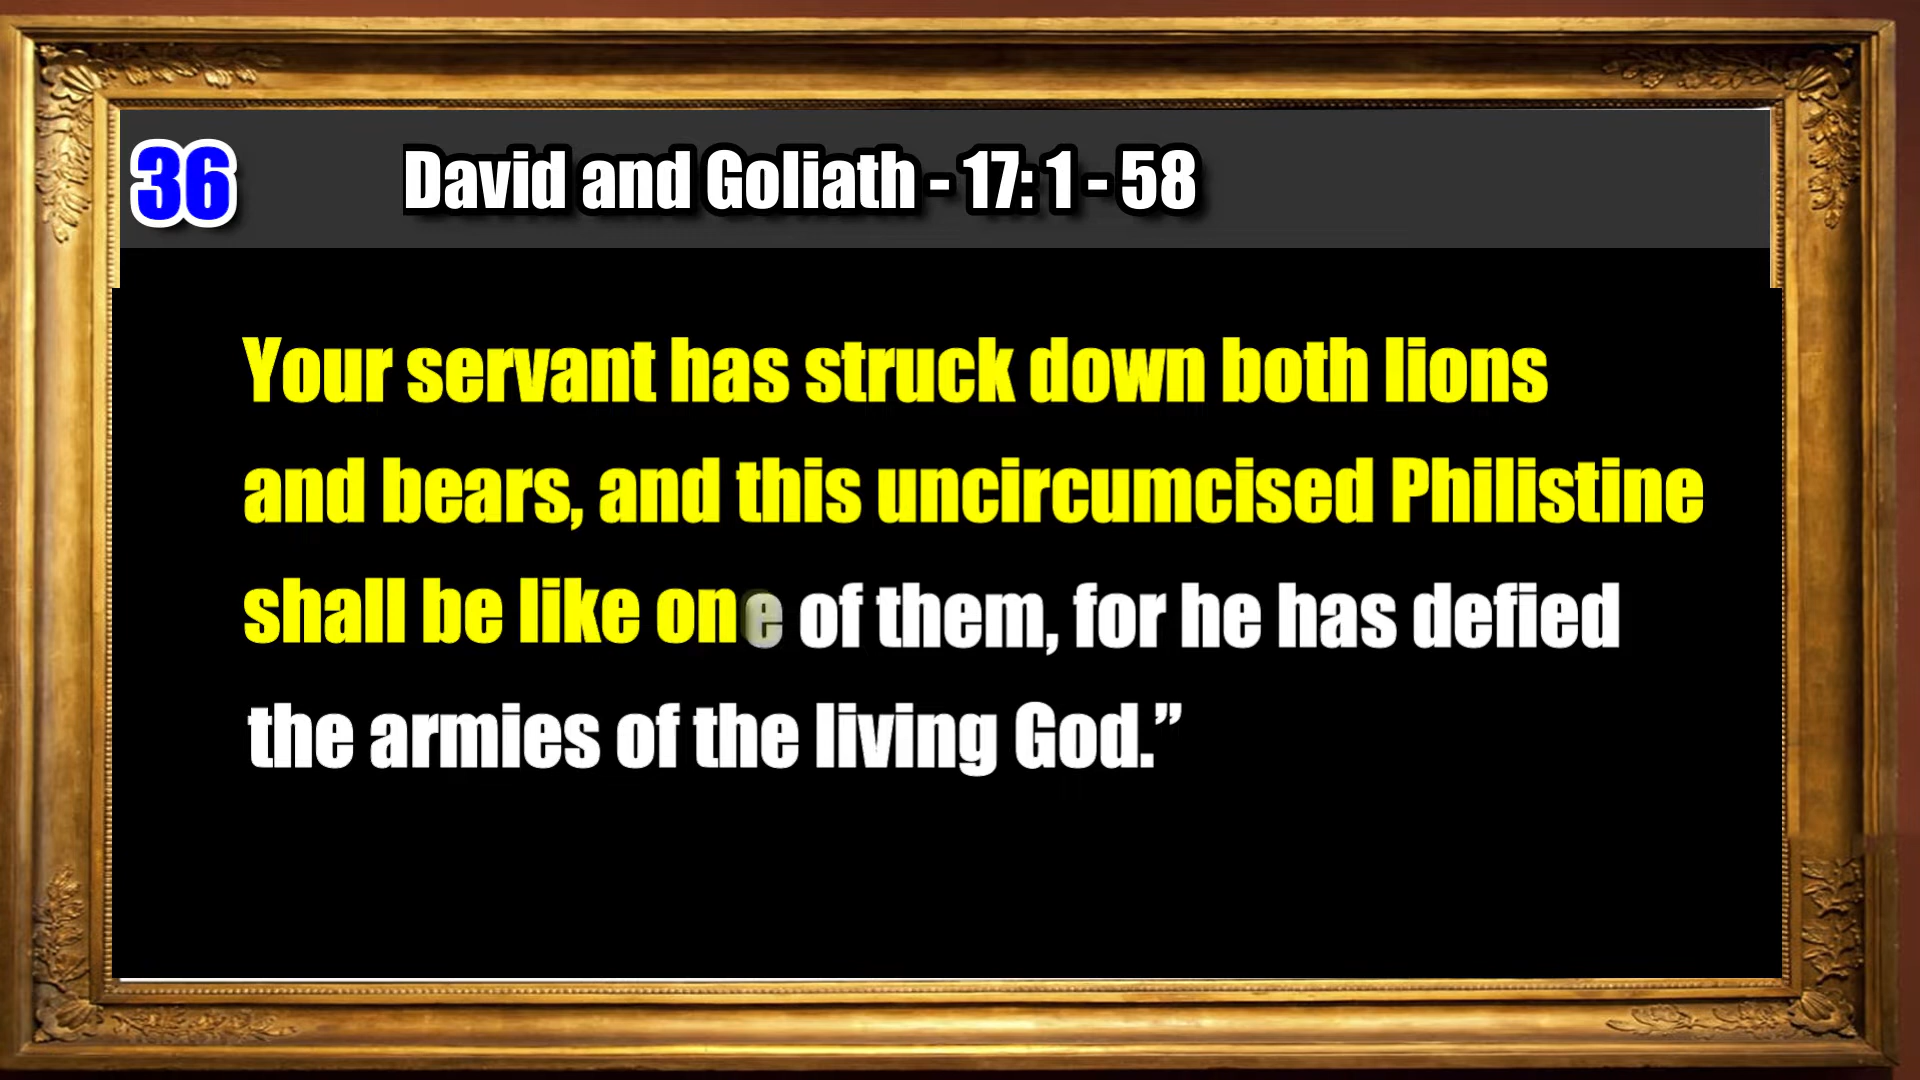 36 David and Goliath - 17: 1 - 58
Your servant has struck down both lions
and bears, and this uncircumcised Philistine
shall be like one of them, for he has defied
the armies of the living God.”